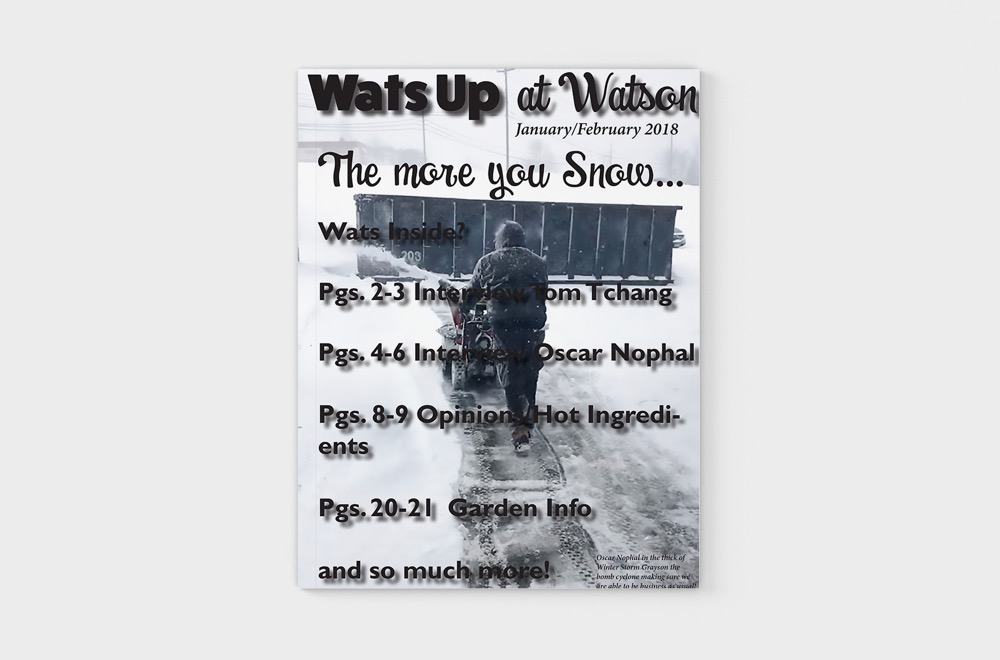 Wats Up at Watson
January/February 2018
The more you Snow...
203
Wats Inside?
Pgs. 2-3 Interview Tom Tchang
Pgs. 4-6 Interview Oscar Nophal
Pgs. 8-9 Opinion /Hot Ingredi-
ents
Pgs. 20-21 Garden Info
and so much more!
Oscar Nophal in the thick of
Winter Storm Grayson the
bomb cyclone making sure we
are able to be business as usual!